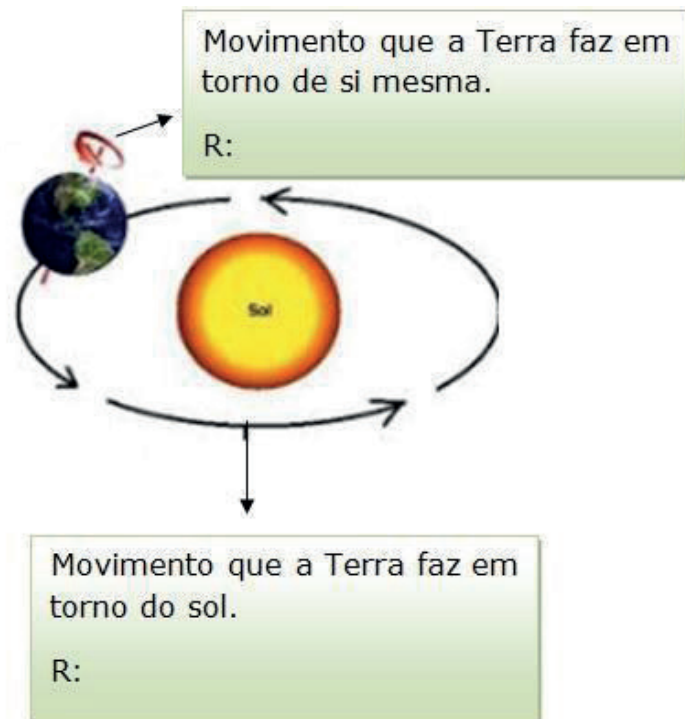 Movimento que a Terra faz em
torno de si mesma.
R:
Sol
Movimento que a Terra faz em
torno do sol.
R: